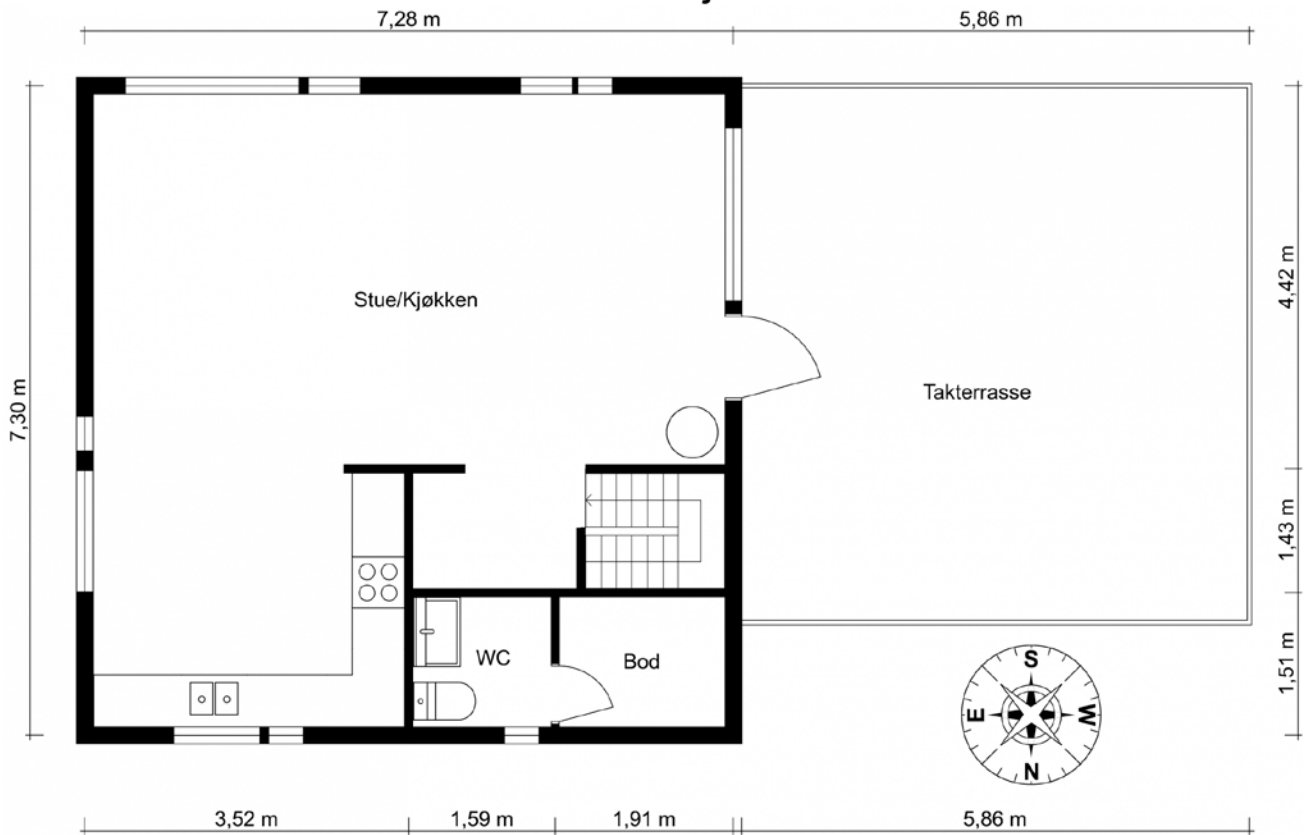 7,28 m
5,86 m
4,42 m
Stue/Kjøkken
7,30 m
Takterrasse
1,43 m
WC
Bod
1,51 m
S
E
W
N
3,52 m
1,59 m
1,91 m
5,86 m